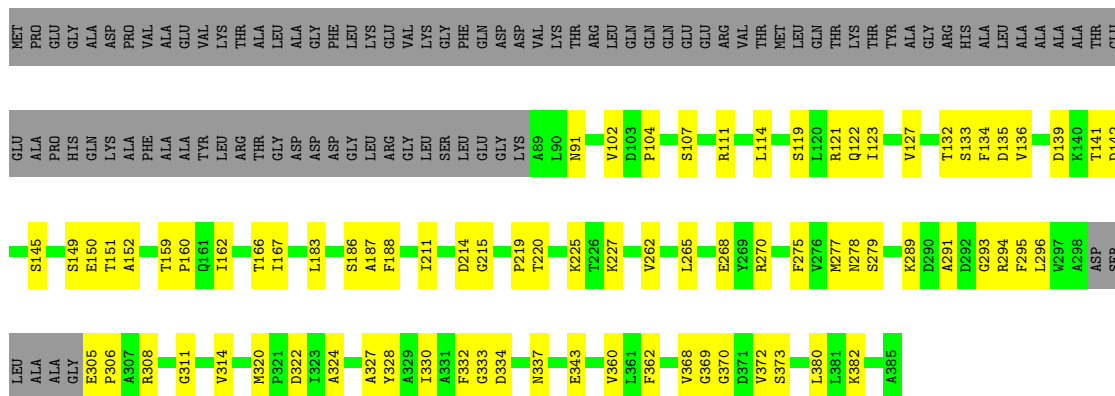 MET PRO GLU GLY ALA ASP PRO VAL ALA GLU VAL LYS THR ALA LEU ALA GLY PHE LEU LYS GLU VAL LYS GLY PHE GLN ASP ASP VAL LYS THR ARG LEU GLN GLN GLN GLU GLU ARG VAL THR MET LEU GLN THR LYS THR TYR ALA GLY ARG HIS ALA LEU ALA ALA ALA ALA THR GLU
GLU ALA PRO HIS GLN LYS ALA PHE ALA ALA TYR LEU ARG THR GLY ASP ASP ASP GLY LEU ARG GLY LEU SER LEU GLU GLY LYS A89 L90 N91 V102 D103 P104 S107 R111 L114 S119 L120 R121 Q122 I123 V127 T132 S133 F134 D135 V136 D139 K140 T141
S145 S149 E150 T151 A152 T159 P160 Q161 I162 T166 I167 L183 S186 A187 F188 I211 D214 G215 P219 T220 K225 T226 K227 V262 L265 E268 Y269 R270 F275 V276 M277 N278 S279 K289 D290 A291 D292 G293 R294 F295 L296 W297 A298 ASP SER
LEU ALA ALA GLY E305 P306 A307 R308 G311 V314 M320 P321 D322 I323 A324 A327 Y328 A329 I330 A331 F332 G333 D334 N337 E343 V360 L361 F362 V368 G369 G370 D371 V372 S373 L380 L381 K382 A385